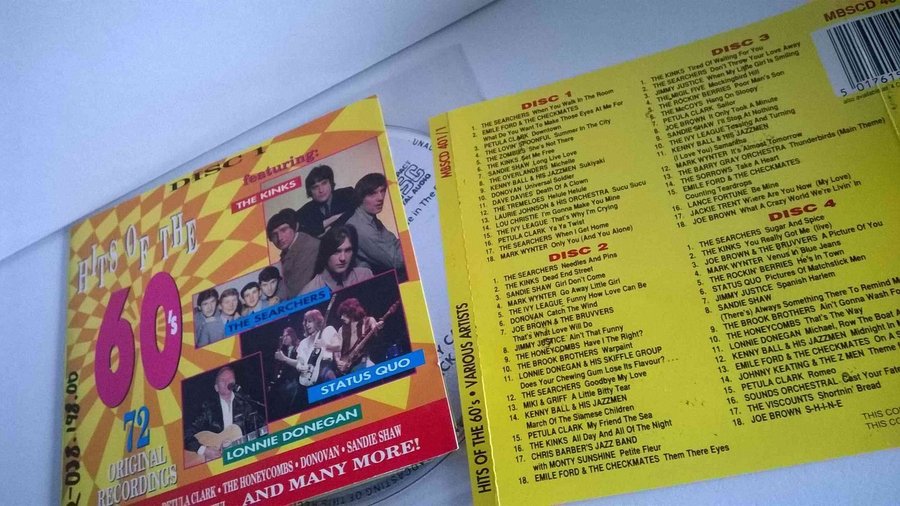 DISC 1
HITS OF THE
60's
72
ORIGINAL
RECORDINGS
featuring:
THE KINKS
THE SEARCHERS
STATUS QUO
LONNIE DONEGAN
PETULA CLARK • THE HONEYCOMBS • DONOVAN • SANDIE SHAW
AND MANY MORE!
HITS OF THE 60'S • VARIOUS ARTISTS
MBSCD 401/1
DISC 1
1. THE SEARCHERS When You Walk In The Room
2. EMILE FORD & THE CHECKMATES
What Do You Want To Make Those Eyes At Me For
3. PETULA CLARK Downtown
4. THE LOVIN' SPOONFUL Summer In The City
5. THE ZOMBIES She's Not There
6. THE KINKS Set Me Free
7. SANDIE SHAW Long Live Love
8. THE OVERLANDERS Michelle
9. KENNY BALL & HIS JAZZMEN Sukiyaki
10. DONOVAN Universal Soldier
11. DAVE DAVIES Death Of A Clown
12. THE TREMELOES Helule Helule
13. LAURIE JOHNSON & HIS ORCHESTRA Sucu Sucu
14. LOU CHRISTIE I'm Gonna Make You Mine
15. THE IVY LEAGUE That's Why I'm Crying
16. PETULA CLARK Ya Ya Twist
17. THE SEARCHERS When I Get Home
18. MARK WYNTER Only You (And You Alone)
DISC 2
1. THE SEARCHERS Needles And Pins
2. THE KINKS Dead End Street
3. SANDIE SHAW Girl Don't Come
4. MARK WYNTER Go Away Little Girl
5. THE IVY LEAGUE Funny How Love Can Be
6. DONOVAN Catch The Wind
7. JOE BROWN & THE BRUVVERS
That's What Love Will Do
8. JIMMY JUSTICE Ain't That Funny
9. THE HONEYCOMBS Have I The Right?
10. THE BROOK BROTHERS Warpaint
11. LONNIE DONEGAN & HIS SKIFFLE GROUP
Does Your Chewing Gum Lose Its Flavour?....
12. THE SEARCHERS Goodbye My Love
13. MIKI & GRIFF A Little Bitty Tear
14. KENNY BALL & HIS JAZZMEN
March Of The Siamese Children
15. PETULA CLARK My Friend The Sea
16. THE KINKS All Day And All Of The Night
17. CHRIS BARBER'S JAZZ BAND
with MONTY SUNSHINE Petite Fleur
18. EMILE FORD & THE CHECKMATES Them There Eyes
MBSCD 40
DISC 3
1. THE KINKS Tired Of Waiting For You
2. THE SEARCHERS Don't Throw Your Love Away
3. JIMMY JUSTICE When My Little Girl Is Smiling
4. THE MIGIL FIVE Mockingbird Hill
5. THE ROCKIN' BERRIES Poor Man's Son
6. THE McCOYS Hang On Sloopy
7. PETULA CLARK Sailor
8. JOE BROWN It Only Took A Minute
9. SANDIE SHAW I'll Stop At Nothing
10. THE IVY LEAGUE Tossing And Turning
11. KENNY BALL & HIS JAZZMEN
(I Love You) Samantha
12. MARK WYNTER It's Almost Tomorrow
13. THE BARRY GRAY ORCHESTRA Thunderbirds (Main Theme)
14. THE SORROWS Take A Heart
15. EMILE FORD & THE CHECKMATES
Counting Teardrops
16. LANCE FORTUNE Be Mine
17. JACKIE TRENT Where Are You Now (My Love)
18. JOE BROWN What A Crazy World We're Livin' In
DISC 4
1. THE SEARCHERS Sugar And Spice
2. THE KINKS You Really Got Me (live)
3. JOE BROWN & THE BRUVVERS A Picture Of You
4. MARK WYNTER Venus In Blue Jeans
5. THE ROCKIN' BERRIES He's In Town
6. STATUS QUO Pictures Of Matchstick Men
7. JIMMY JUSTICE Spanish Harlem
8. SANDIE SHAW
(There's) Always Something There To Remind M
9. THE BROOK BROTHERS Ain't Gonna Wash Fo
10. THE HONEYCOMBS That's The Way
11. LONNIE DONEGAN Michael, Row The Boat A
12. KENNY BALL & HIS JAZZMEN Midnight In
13. EMILE FORD & THE CHECKMATES On A S
14. JOHNNY KEATING & THE Z MEN Theme
15. PETULA CLARK Romeo
16. SOUNDS ORCHESTRAL Cast Your Fate
17. THE VISCOUNTS Shortnin' Bread
18. JOE BROWN S-H-I-N-E
THIS CO
THIS CO
5 01761